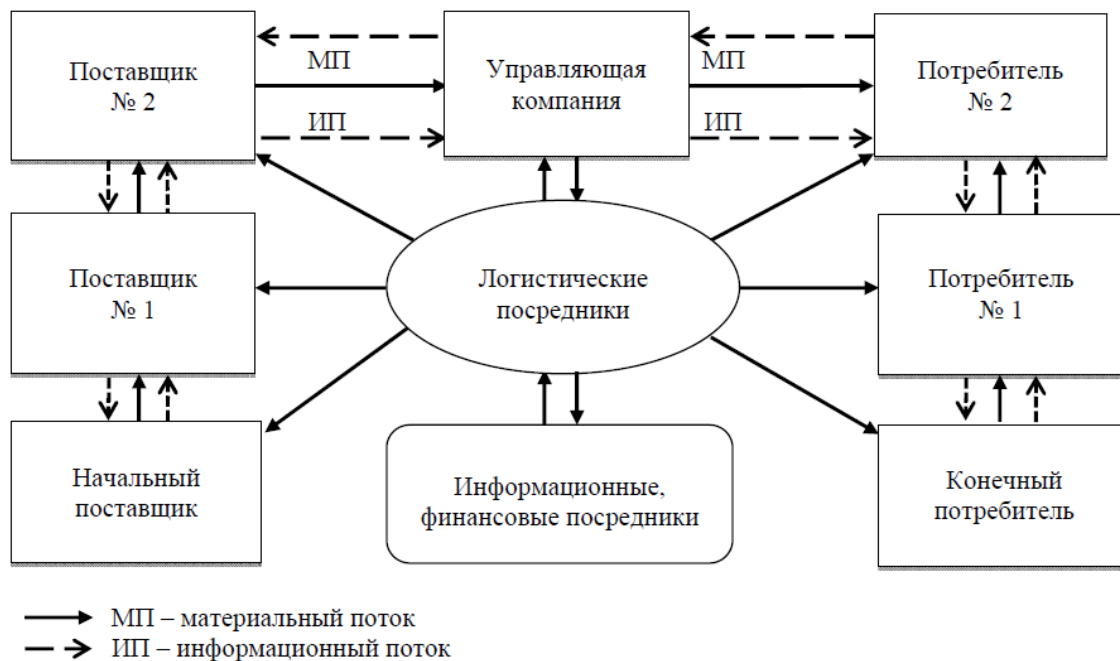 Поставщик
№ 2
МП
ИП
Управляющая
компания
МП
ИП
Потребитель
№ 2
Поставщик
№ 1
Логистические
посредники
Потребитель
№ 1
Начальный
поставщик
Информационные,
финансовые посредники
Конечный
потребитель
МП – материальный поток
ИП – информационный поток